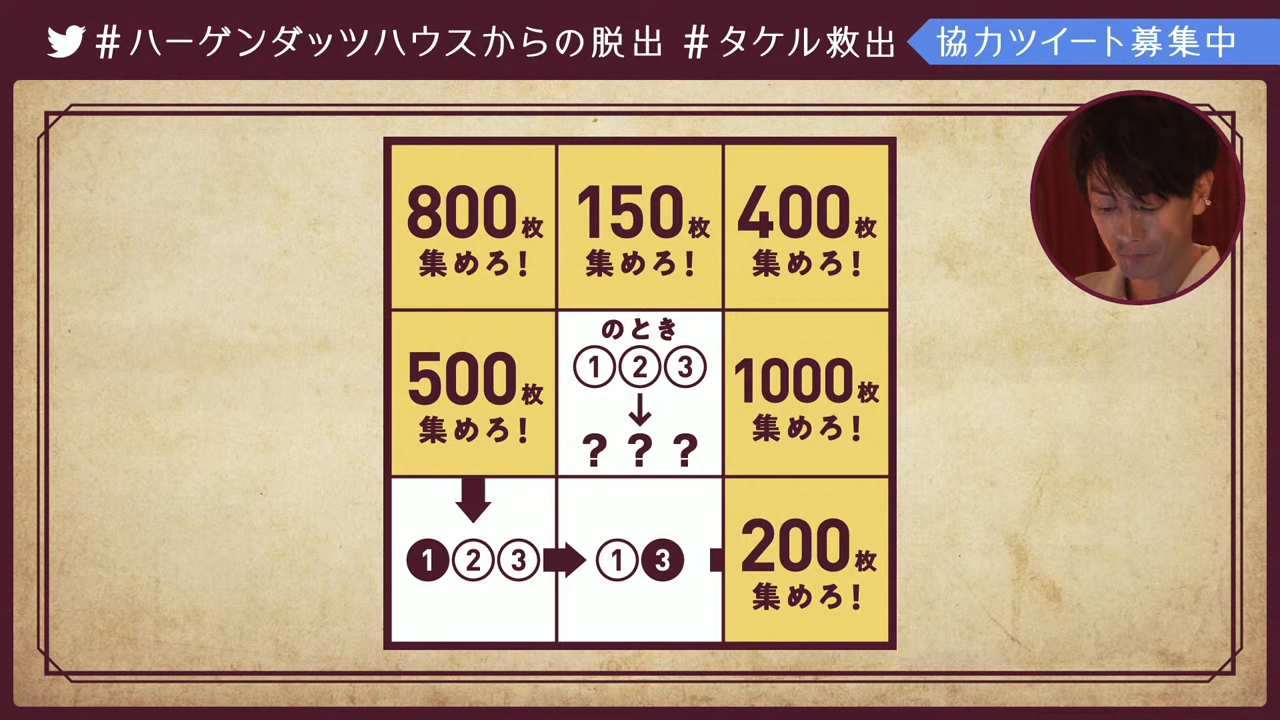 #ハーゲンダッツハウスからの脱出 #タケル救出 協力ツイート募集中
800枚
集めろ!
150枚
集めろ!
400枚
集めろ!
500枚
集めろ!
のとき
①②③
↓
? ? ?
1000枚
集めろ!
❶②③
①❸
200枚
集めろ!